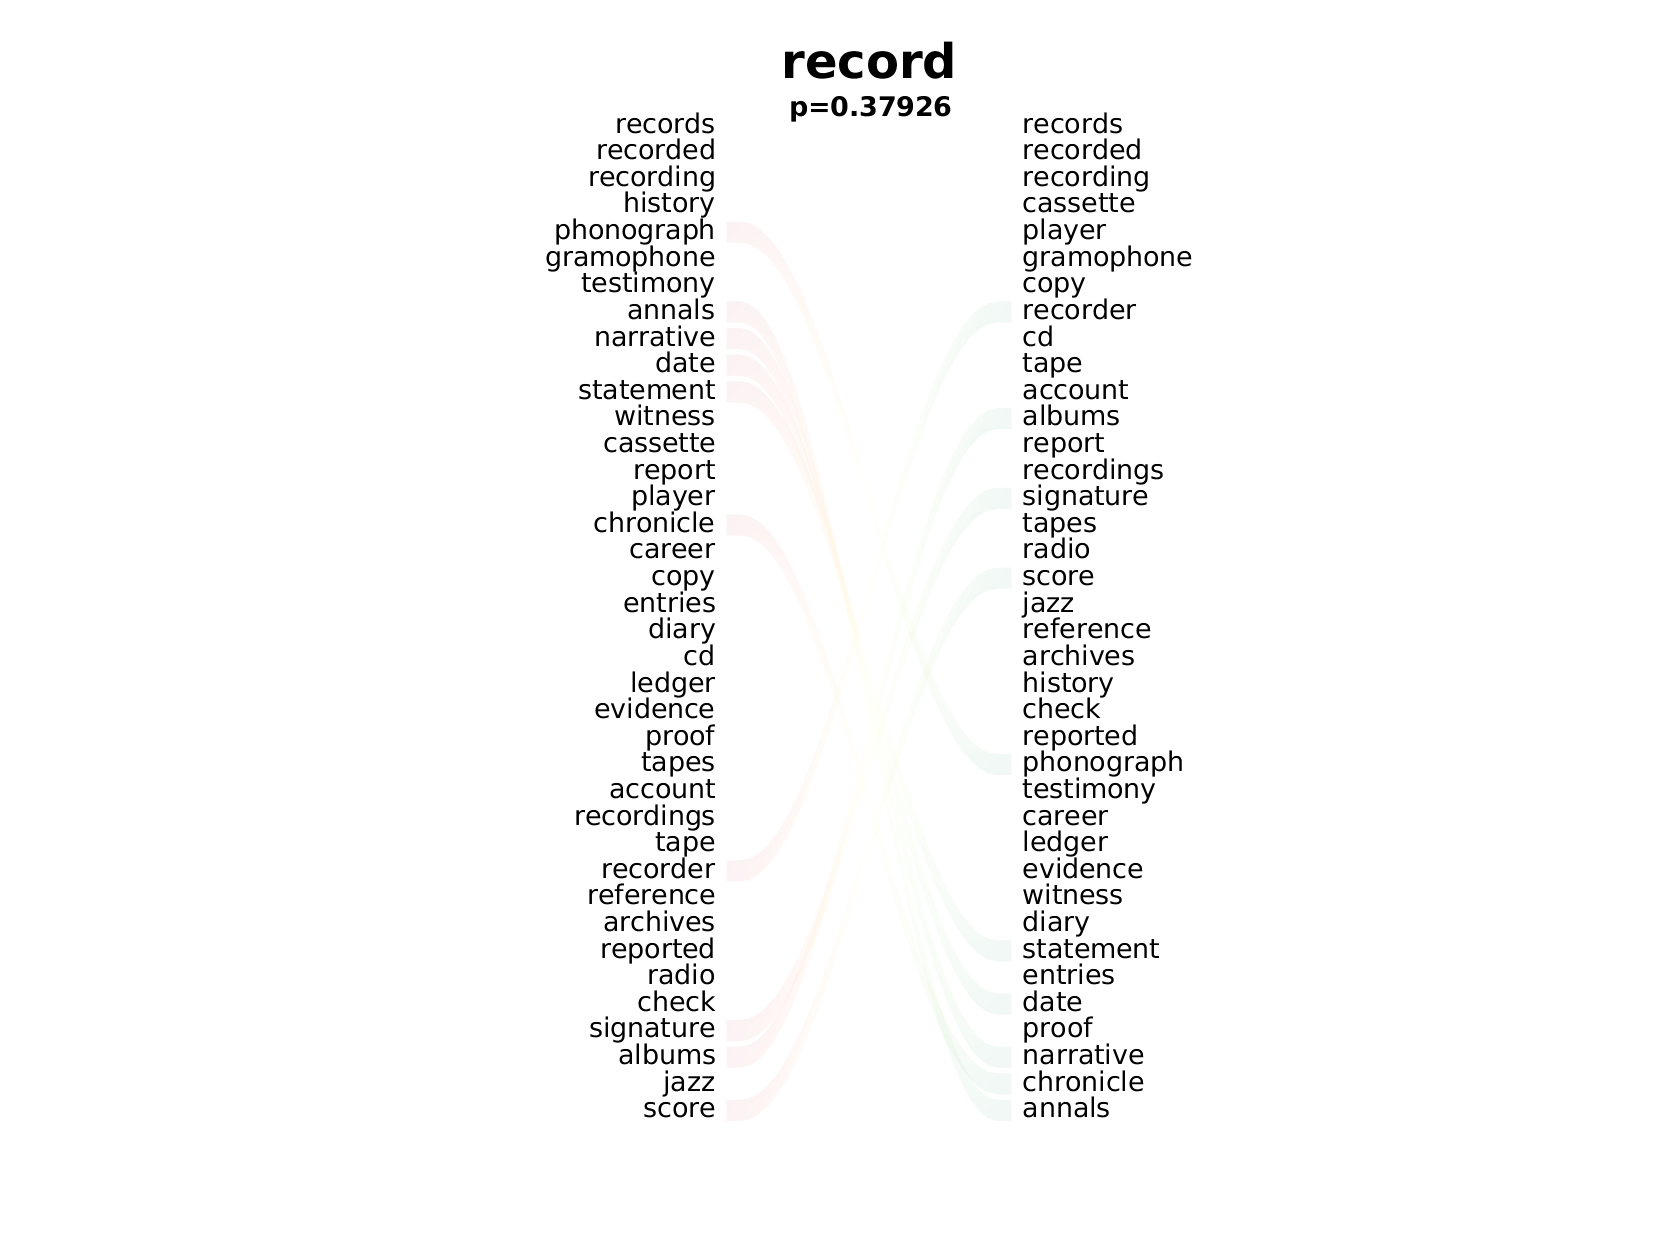 record
p=0.37926
records records
recorded recorded
recording recording
history cassette
phonograph player
gramophone gramophone
testimony copy
annals recorder
narrative cd
date tape
statement account
witness albums
cassette report
report recordings
player signature
chronicle tapes
career radio
copy score
entries jazz
diary reference
cd archives
ledger history
evidence check
proof reported
tapes phonograph
account testimony
recordings career
tape ledger
recorder evidence
reference witness
archives diary
reported statement
radio entries
check date
signature proof
albums narrative
jazz chronicle
score annals